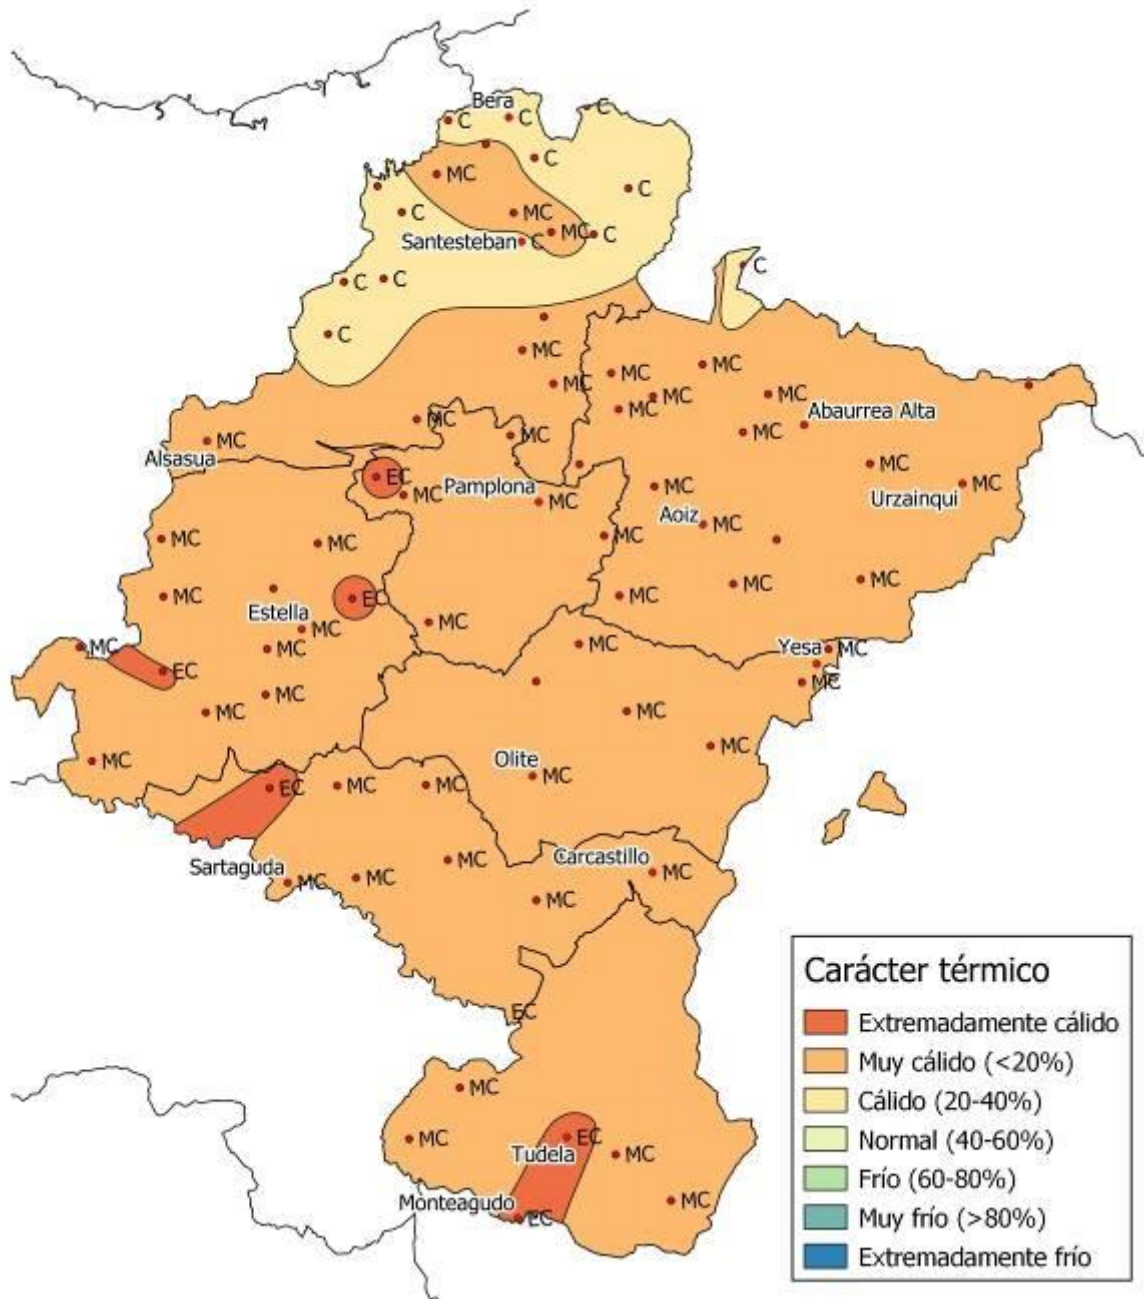 Bera
C
C
C
C
MC
C
C
MC
MC
C
Santesteban
C
C
C
C
C
MC
MC
MC
MC
MC
MC
MC
MC
Abaurrea Alta
MC
MC
MC
MC
Alsasua
MC
EC
Pamplona
MC
MC
MC
Urzainqui
MC
Aoiz
MC
MC
MC
MC
MC
EC
MC
MC
MC
Estella
MC
MC
MC
MC
MC
Yesa
MC
EC
MC
MC
MC
MC
MC
MC
Olite
MC
EC
MC
MC
Sartaguda
MC
MC
MC
Carcastillo
MC
MC
EC
MC
MC
EC
Tudela
MC
Monteagudo
EC
MC
Carácter térmico
Extremadamente cálido
Muy cálido (<20%)
Cálido (20-40%)
Normal (40-60%)
Frío (60-80%)
Muy frío (>80%)
Extremadamente frío